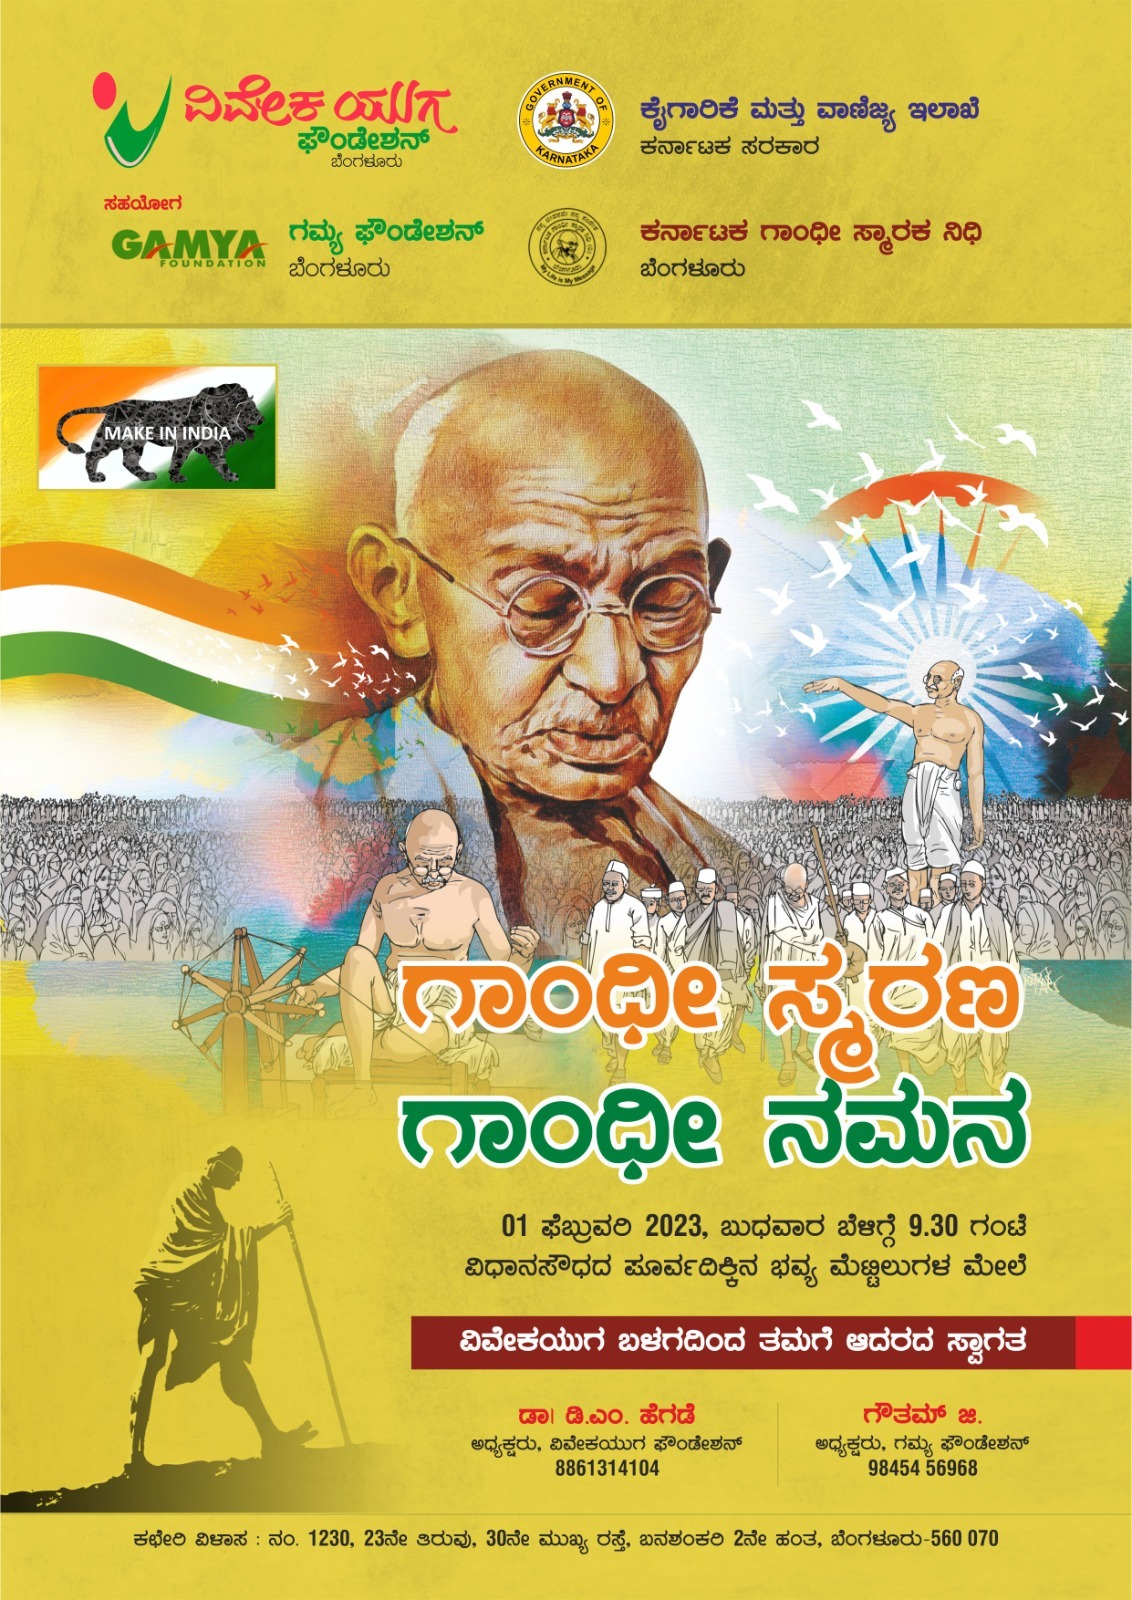 ವಿವೇಕ ಯುಗ
ಫೌಂಡೇಶನ್
ಬೆಂಗಳೂರು
GOVERNMENT OF
KARNATAKA
ಕೈಗಾರಿಕೆ ಮತ್ತು ವಾಣಿಜ್ಯ ಇಲಾಖೆ
ಕರ್ನಾಟಕ ಸರಕಾರ
ಸಹಯೋಗ
GAMYA
FOUNDATION
ಗಮ್ಯ ಫೌಂಡೇಶನ್
ಬೆಂಗಳೂರು
My Life is My Message
ಕರ್ನಾಟಕ ಗಾಂಧೀ ಸ್ಮಾರಕ ನಿಧಿ
ಬೆಂಗಳೂರು
MAKE IN INDIA
ಗಾಂಧೀ ಸ್ಮರಣ
ಗಾಂಧೀ ನಮನ
01 ಫೆಬ್ರುವರಿ 2023, ಬುಧವಾರ ಬೆಳಿಗ್ಗೆ 9.30 ಗಂಟೆ
ವಿಧಾನಸೌಧದ ಪೂರ್ವದಿಕ್ಕಿನ ಭವ್ಯ ಮೆಟ್ಟಿಲುಗಳ ಮೇಲೆ
ವಿವೇಕಯುಗ ಬಳಗದಿಂದ ತಮಗೆ ಆದರದ ಸ್ವಾಗತ
ಡಾ। ಡಿ.ಎಂ. ಹೆಗಡೆ
ಅಧ್ಯಕ್ಷರು, ವಿವೇಕಯುಗ ಫೌಂಡೇಶನ್
8861314104
ಗೌತಮ್ ಜಿ.
ಅಧ್ಯಕ್ಷರು, ಗಮ್ಯ ಫೌಂಡೇಶನ್
98454 56968
ಕಛೇರಿ ವಿಳಾಸ : ನಂ. 1230, 23ನೇ ತಿರುವು, 30ನೇ ಮುಖ್ಯ ರಸ್ತೆ, ಬನಶಂಕರಿ 2ನೇ ಹಂತ, ಬೆಂಗಳೂರು-560 070